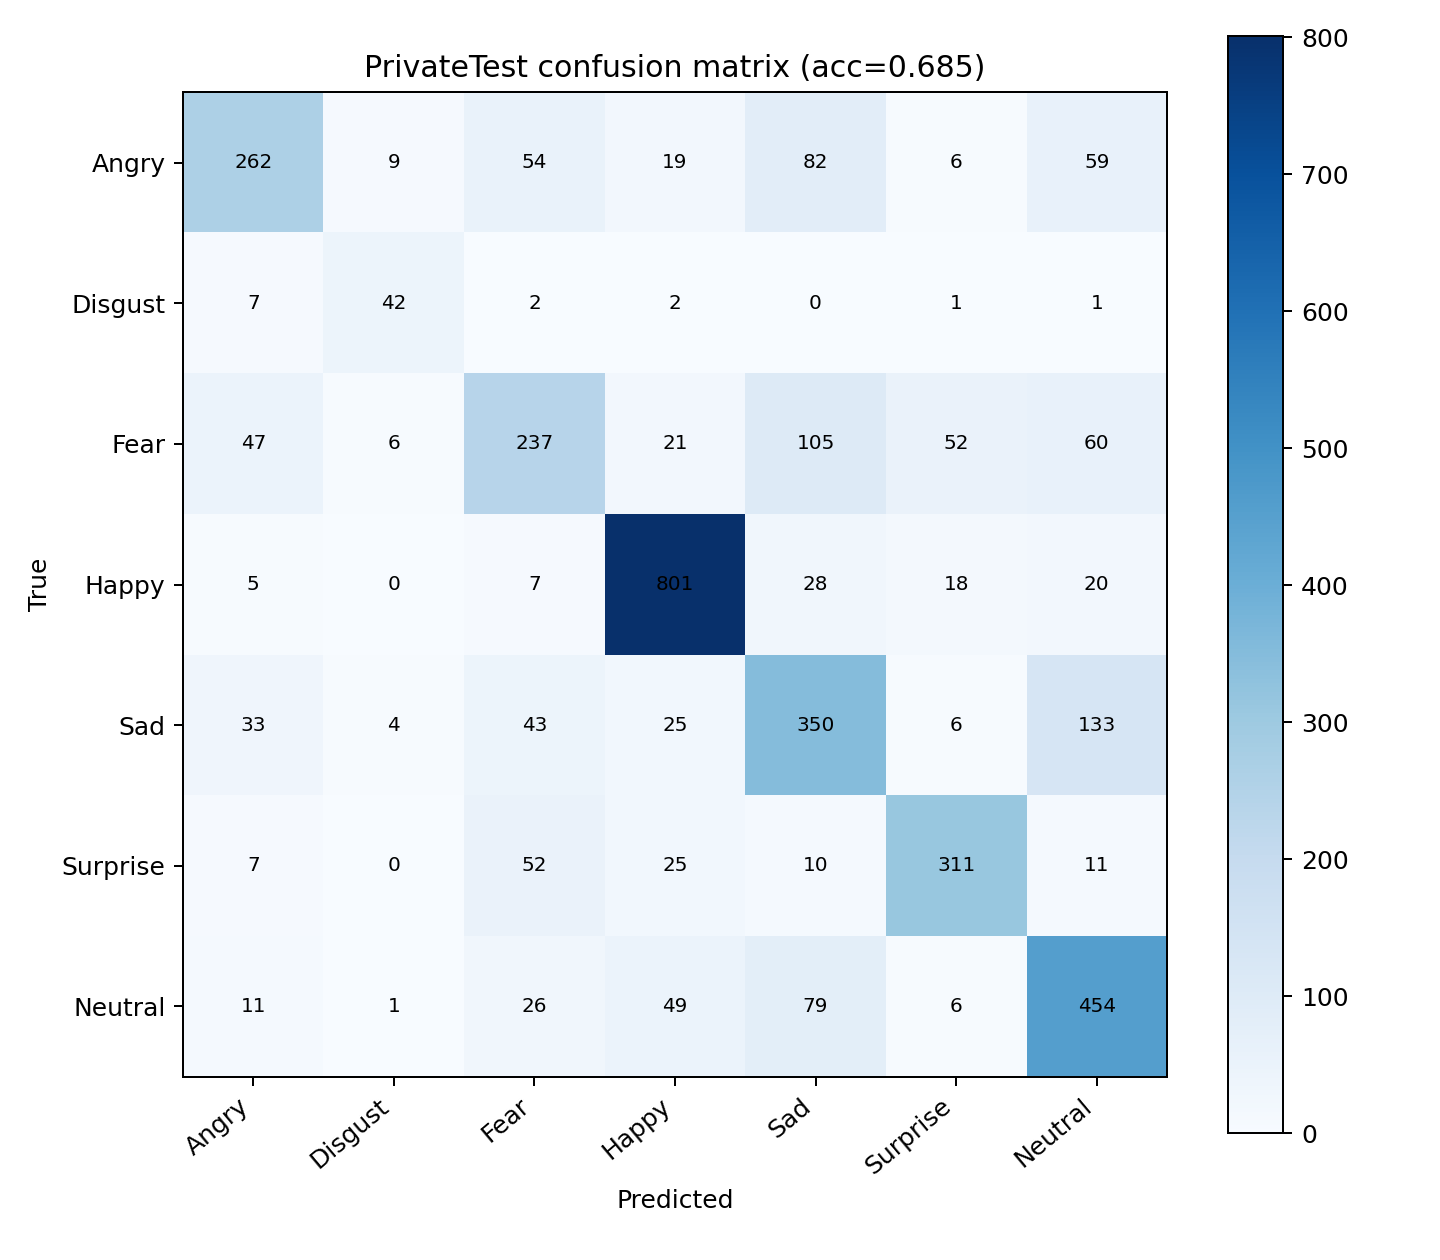 PrivateTest confusion matrix (acc=0.685)
Angry 262 9 54 19 82 6 59
Disgust 7 42 2 2 0 1 1
Fear 47 6 237 21 105 52 60
Happy 5 0 7 801 28 18 20
Sad 33 4 43 25 350 6 133
Surprise 7 0 52 25 10 311 11
Neutral 11 1 26 49 79 6 454
Angry Disgust Fear Happy Sad Surprise Neutral
Predicted
True
800
700
600
500
400
300
200
100
0